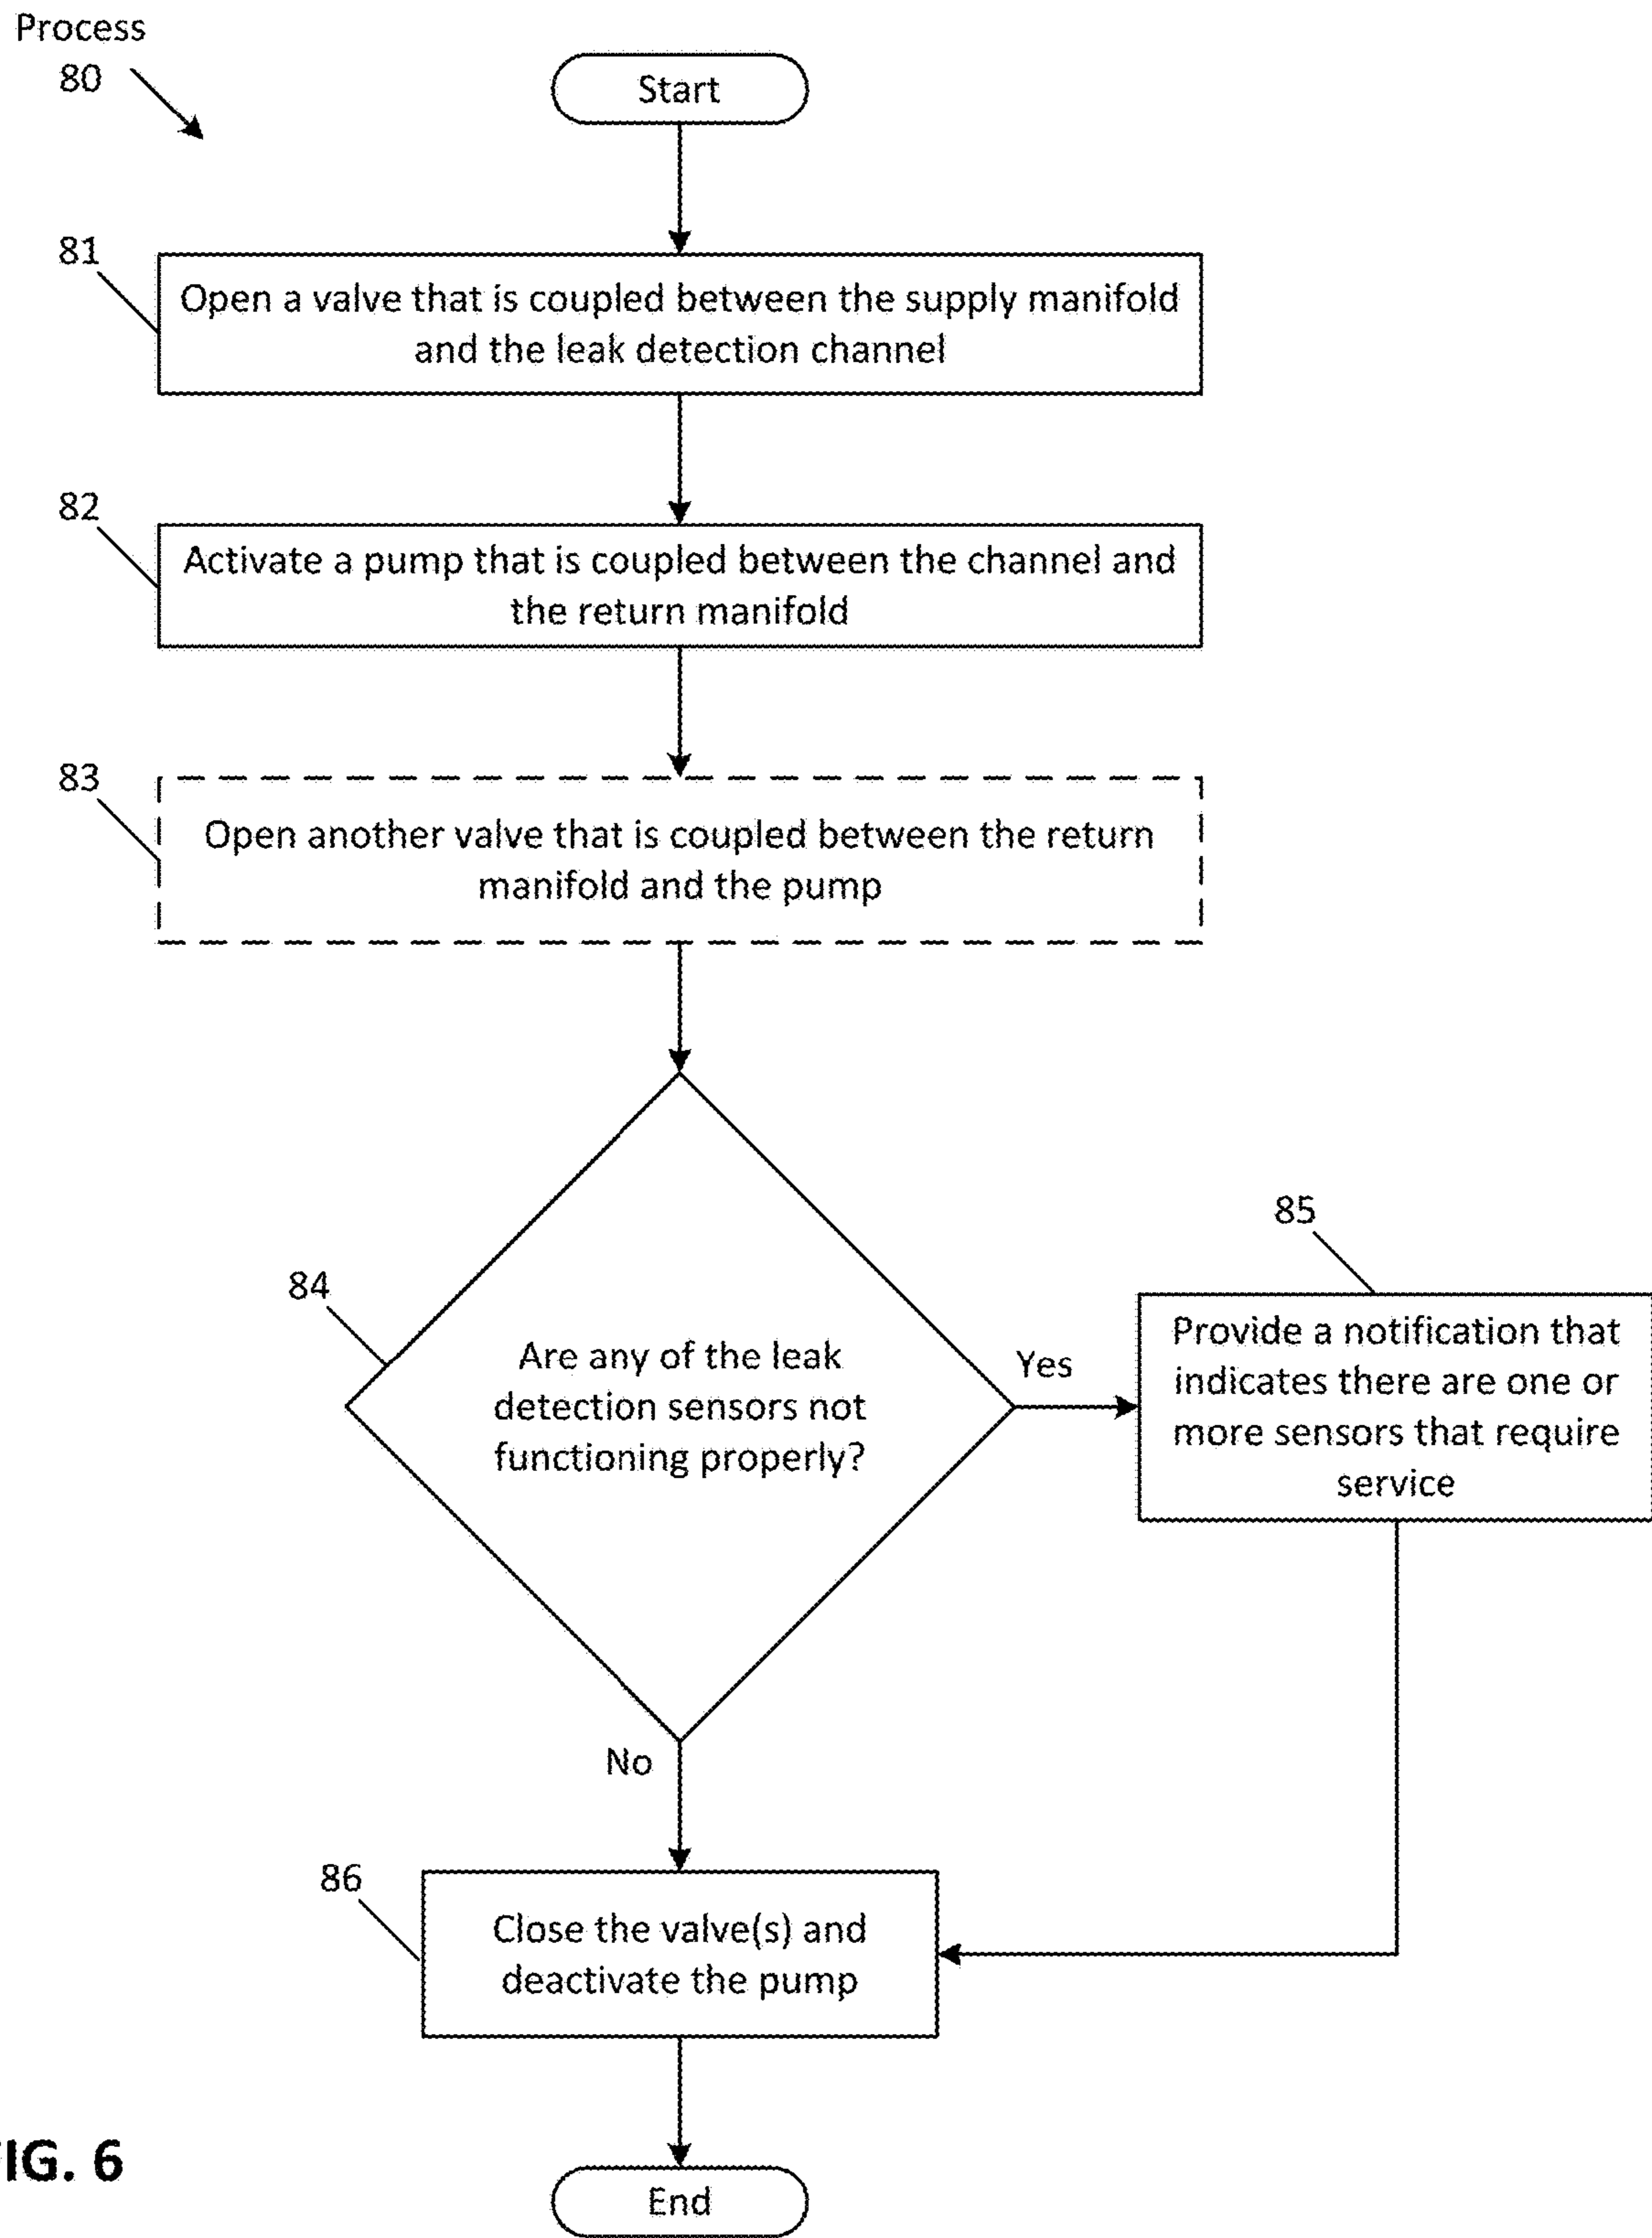 Process
80
Start
81
Open a valve that is coupled between the supply manifold
and the leak detection channel
82
Activate a pump that is coupled between the channel and
the return manifold
83
Open another valve that is coupled between the return
manifold and the pump
84
Are any of the leak
detection sensors not
functioning properly?
Yes
85
Provide a notification that
indicates there are one or
more sensors that require
service
No
86
Close the valve(s) and
deactivate the pump
End
IG. 6